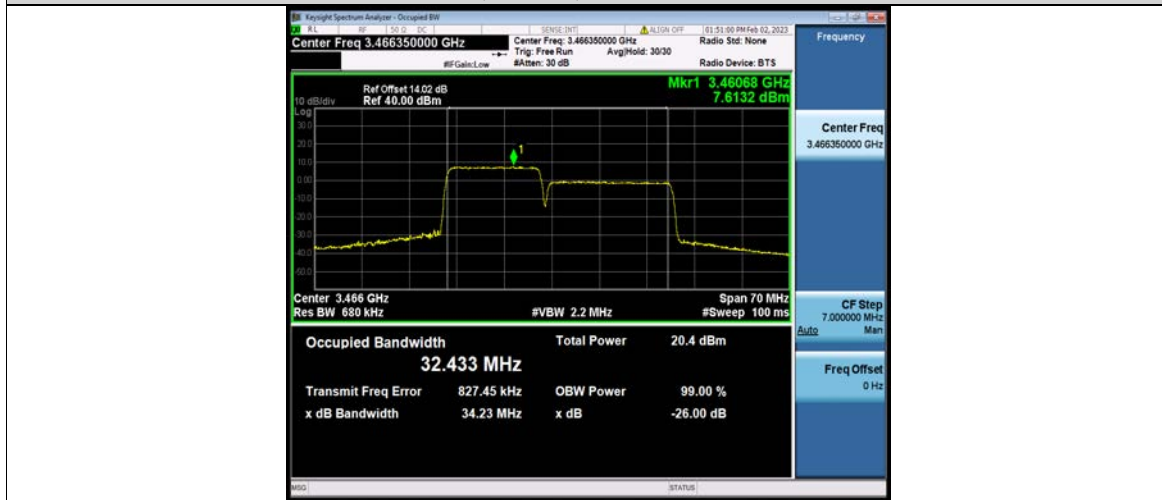 Keysight Spectrum Analyzer - Occupied BW
RL RF 50 Ω DC SENSE:INT ALIGN OFF 01:51:00 PM Feb 02, 2023
Center Freq 3.466350000 GHz
Center Freq: 3.466350000 GHz Radio Std: None
Trig: Free Run Avg|Hold: 30/30
#IFGain:Low #Atten: 30 dB Radio Device: BTS
Frequency
Mkr1 3.46068 GHz
7.6132 dBm
Ref Offset 14.02 dB
10 dB/div Ref 40.00 dBm
Log
30.0
20.0
10.0
0.00
-10.0
-20.0
-30.0
-40.0
-50.0
1
Center Freq
3.466350000 GHz
Center 3.466 GHz Span 70 MHz
Res BW 680 kHz #VBW 2.2 MHz #Sweep 100 ms
CF Step
7.000000 MHz
Auto Man
Occupied Bandwidth Total Power 20.4 dBm
32.433 MHz
Transmit Freq Error 827.45 kHz OBW Power 99.00 %
x dB Bandwidth 34.23 MHz x dB -26.00 dB
Freq Offset
0 Hz
MSG STATUS